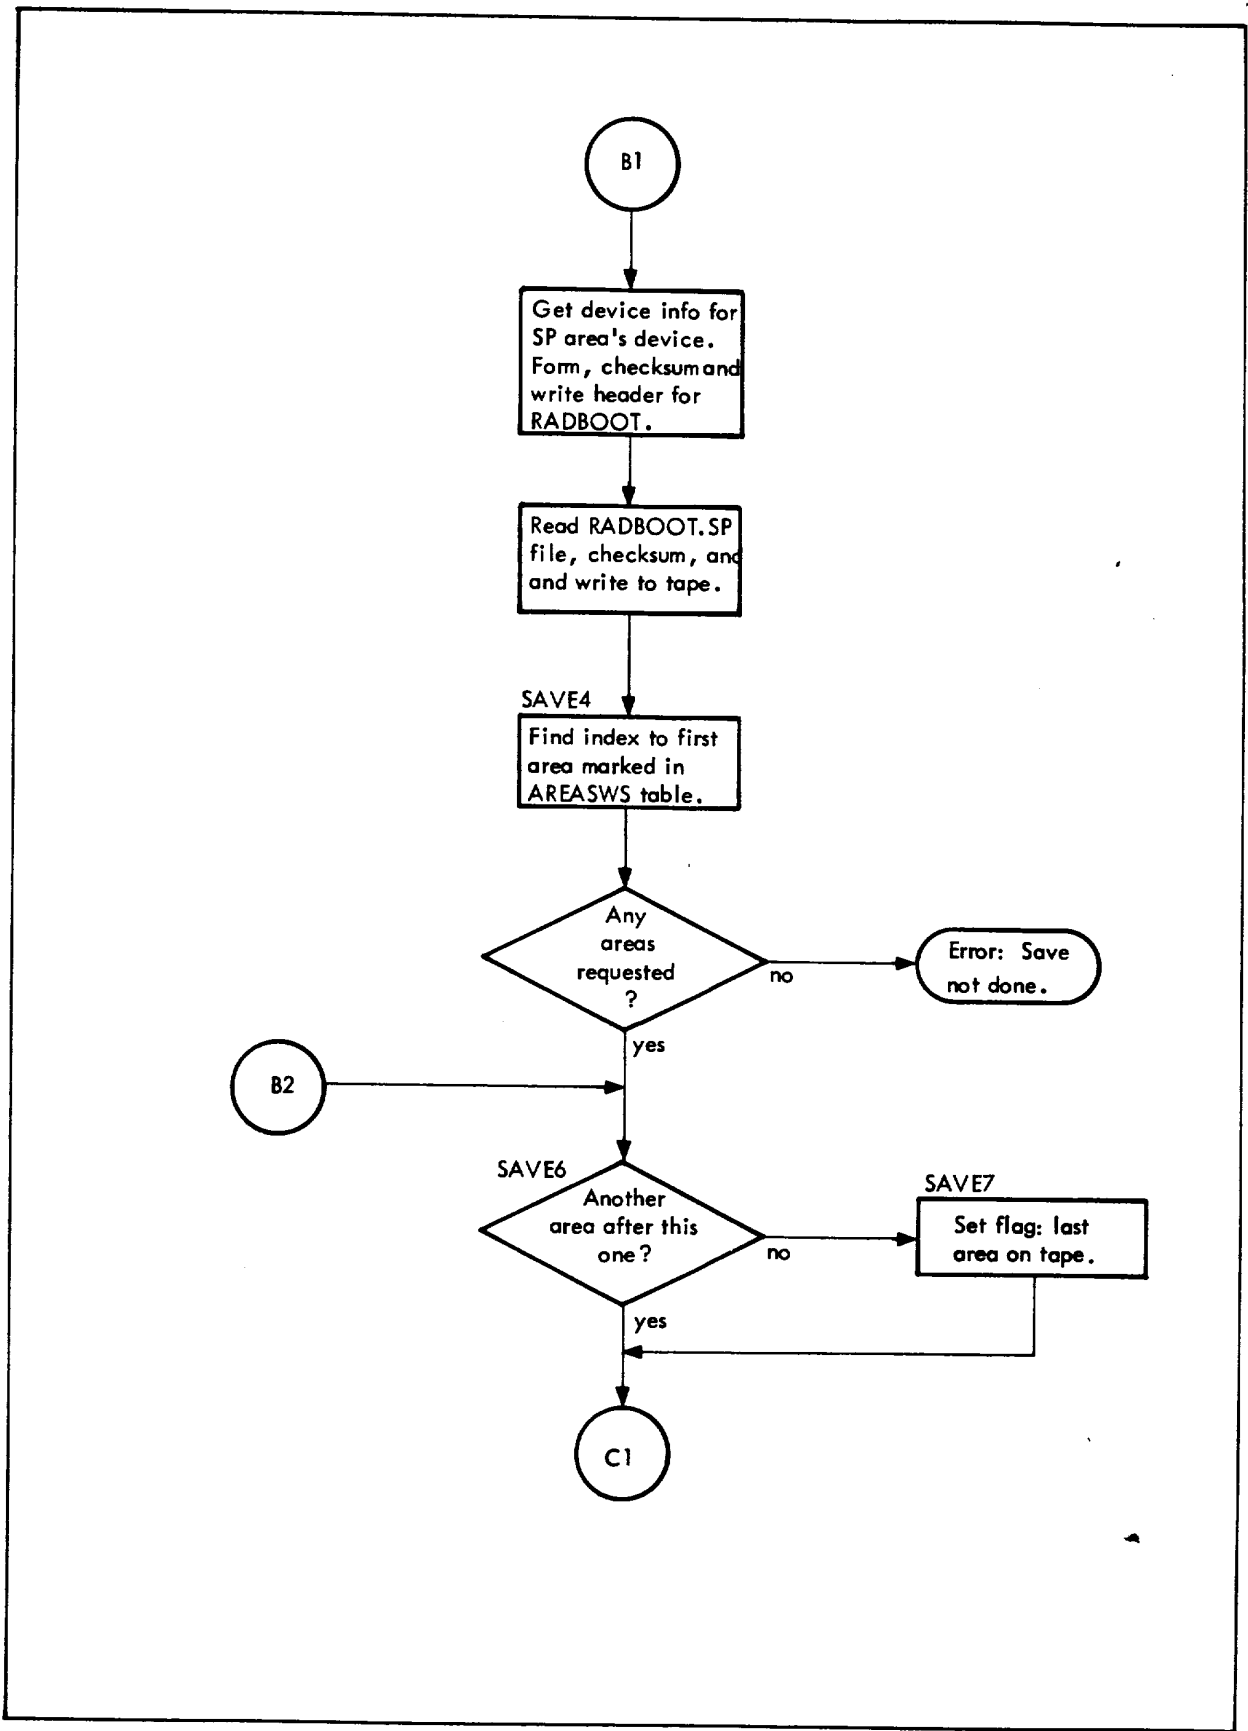 B1
Get device info for
SP area's device.
Form, checksum and
write header for
RADBOOT.
Read RADBOOT.SP
file, checksum, and
and write to tape.
SAVE4
Find index to first
area marked in
AREASWS table.
Any
areas
requested
?
no
Error: Save
not done.
yes
B2
SAVE6
Another
area after this
one?
no
SAVE7
Set flag: last
area on tape.
yes
C1